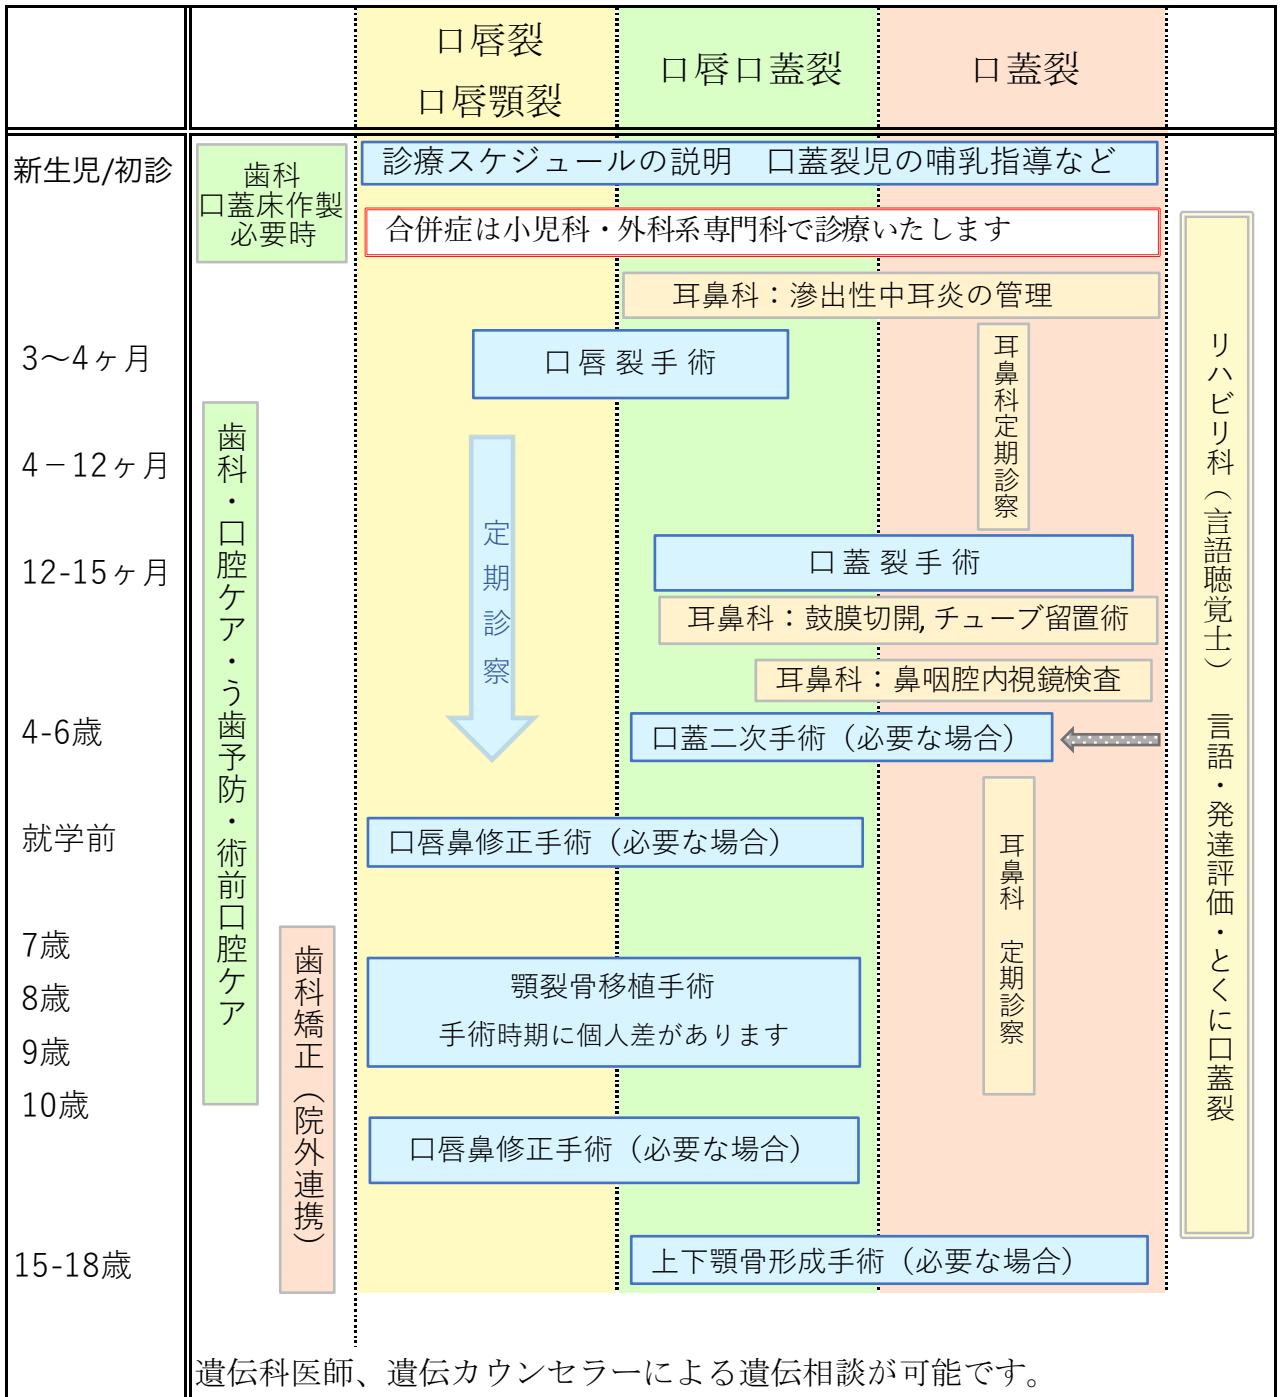 口唇裂
口唇顎裂
口唇口蓋裂
口蓋裂
新生児/初診
歯科
口蓋床作製
必要時
診療スケジュールの説明　口蓋裂児の哺乳指導など
合併症は小児科・外科系専門科で診療いたします
耳鼻科：滲出性中耳炎の管理
3〜4ヶ月
口唇裂手術
耳鼻科定期診察
リハビリ科（言語聴覚士）　言語・発達評価・とくに口蓋裂
歯科・口腔ケア・う歯予防・術前口腔ケア
4－12ヶ月
定期診察
12-15ヶ月
口蓋裂手術
耳鼻科：鼓膜切開,チューブ留置術
耳鼻科：鼻咽腔内視鏡検査
4-6歳
口蓋二次手術（必要な場合）
就学前
口唇鼻修正手術（必要な場合）
耳鼻科　定期診察
7歳
歯科矯正（院外連携）
8歳
顎裂骨移植手術
手術時期に個人差があります
9歳
10歳
口唇鼻修正手術（必要な場合）
15-18歳
上下顎骨形成手術（必要な場合）
遺伝科医師、遺伝カウンセラーによる遺伝相談が可能です。